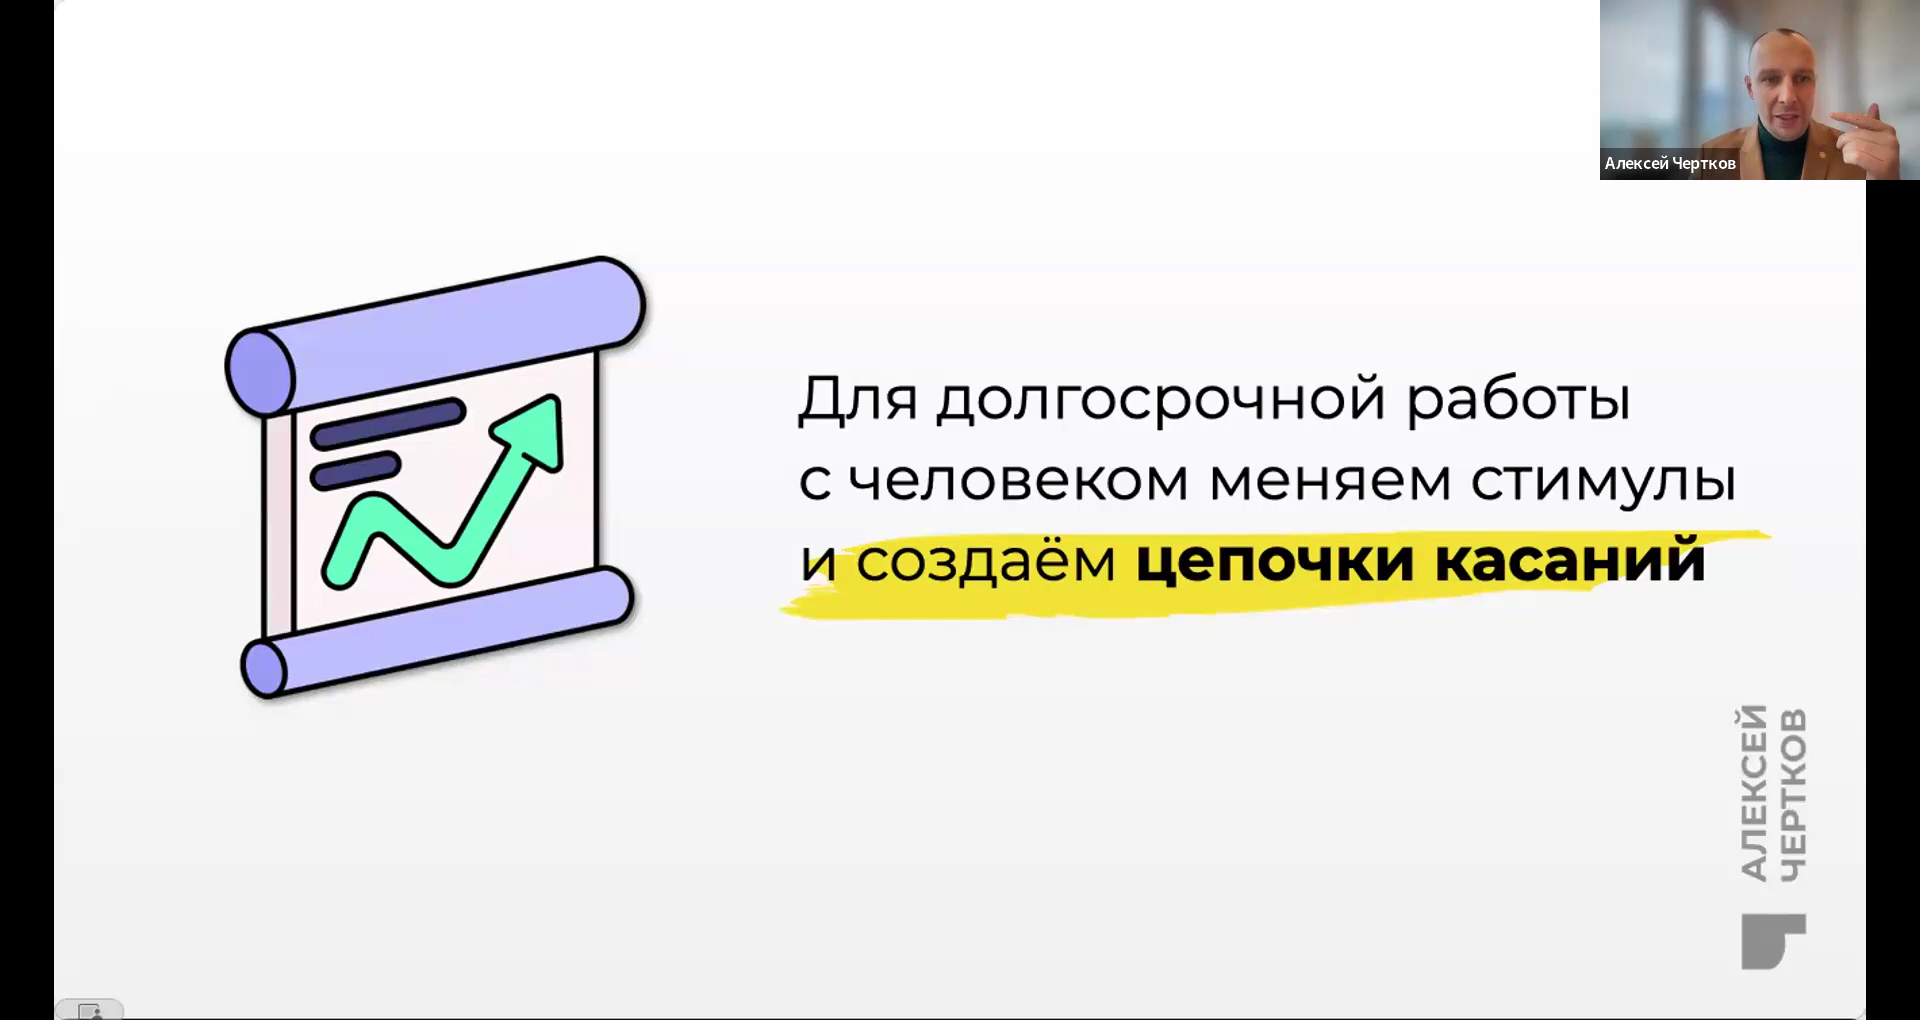 Алексей Чертков
Для долгосрочной работы
с человеком меняем стимулы
и создаём цепочки касаний
АЛЕКСЕЙ
ЧЕРТКОВ